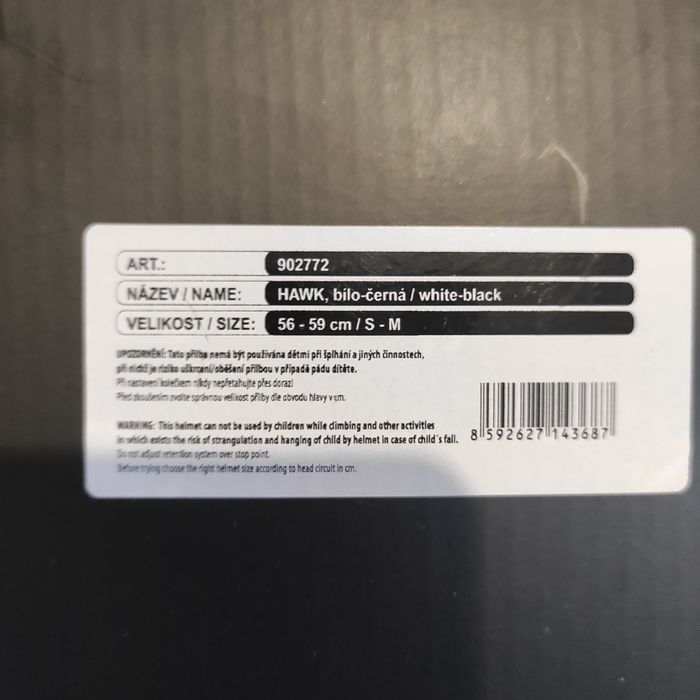 ART.: 902772
NÁZEV / NAME: HAWK, bílo-černá / white-black
VELIKOST / SIZE: 56 - 59 cm / S - M
UPOZORNĚNÍ: Tato přilba nemá být používána dětmi při šplhání a jiných činnostech,
při nichž je riziko uškrcení/oběšení přilbou v případě pádu dítěte.
Při nastavení kolečkem nikdy nepřetahujte přes doraz!
Před zkoušením zvolte správnou velikost přilby dle obvodu hlavy v cm.
WARNING: This helmet can not be used by children while climbing and other activities
in which exists the risk of strangulation and hanging of child by helmet in case of child´s fall.
Do not adjust retention system over stop point.
Before trying choose the right helmet size according to head circuit in cm.
8 592627 143687